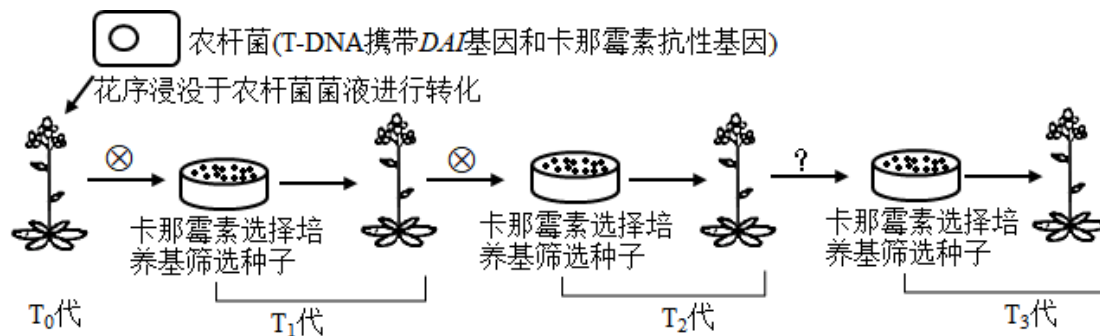 农杆菌(T-DNA携带DAI基因和卡那霉素抗性基因)
花序浸没于农杆菌菌液进行转化
⊗
⊗
?
卡那霉素选择培
养基筛选种子
卡那霉素选择培
养基筛选种子
卡那霉素选择培
养基筛选种子
T₀代
T₁代
T₂代
T₃代